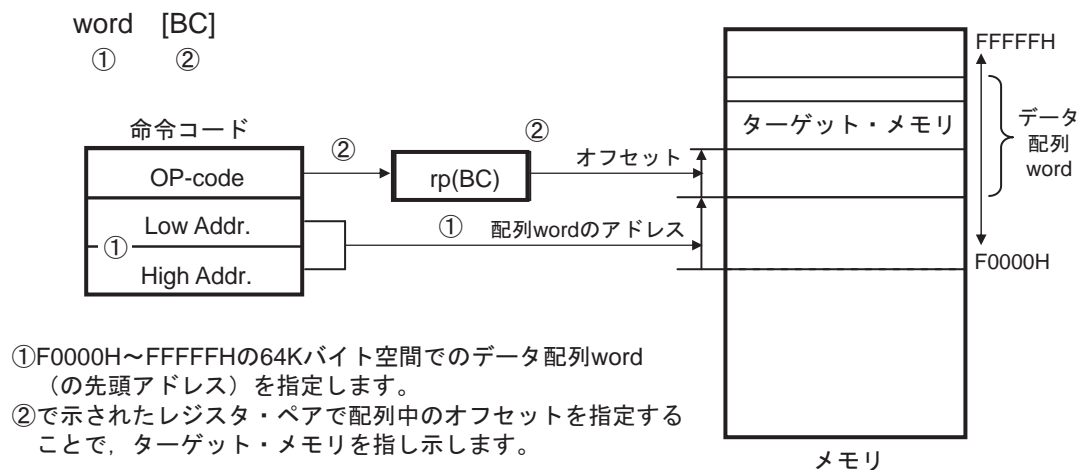 word [BC]
① ②
命令コード
OP-code
Low Addr.
①
High Addr.
②
rp(BC)
②
オフセット
① 配列wordのアドレス
FFFFFH
ターゲット・メモリ
データ
配列
word
F0000H
メモリ
①F0000H～FFFFFHの64Kバイト空間でのデータ配列word
（の先頭アドレス）を指定します。
②で示されたレジスタ・ペアで配列中のオフセットを指定する
ことで，ターゲット・メモリを指し示します。